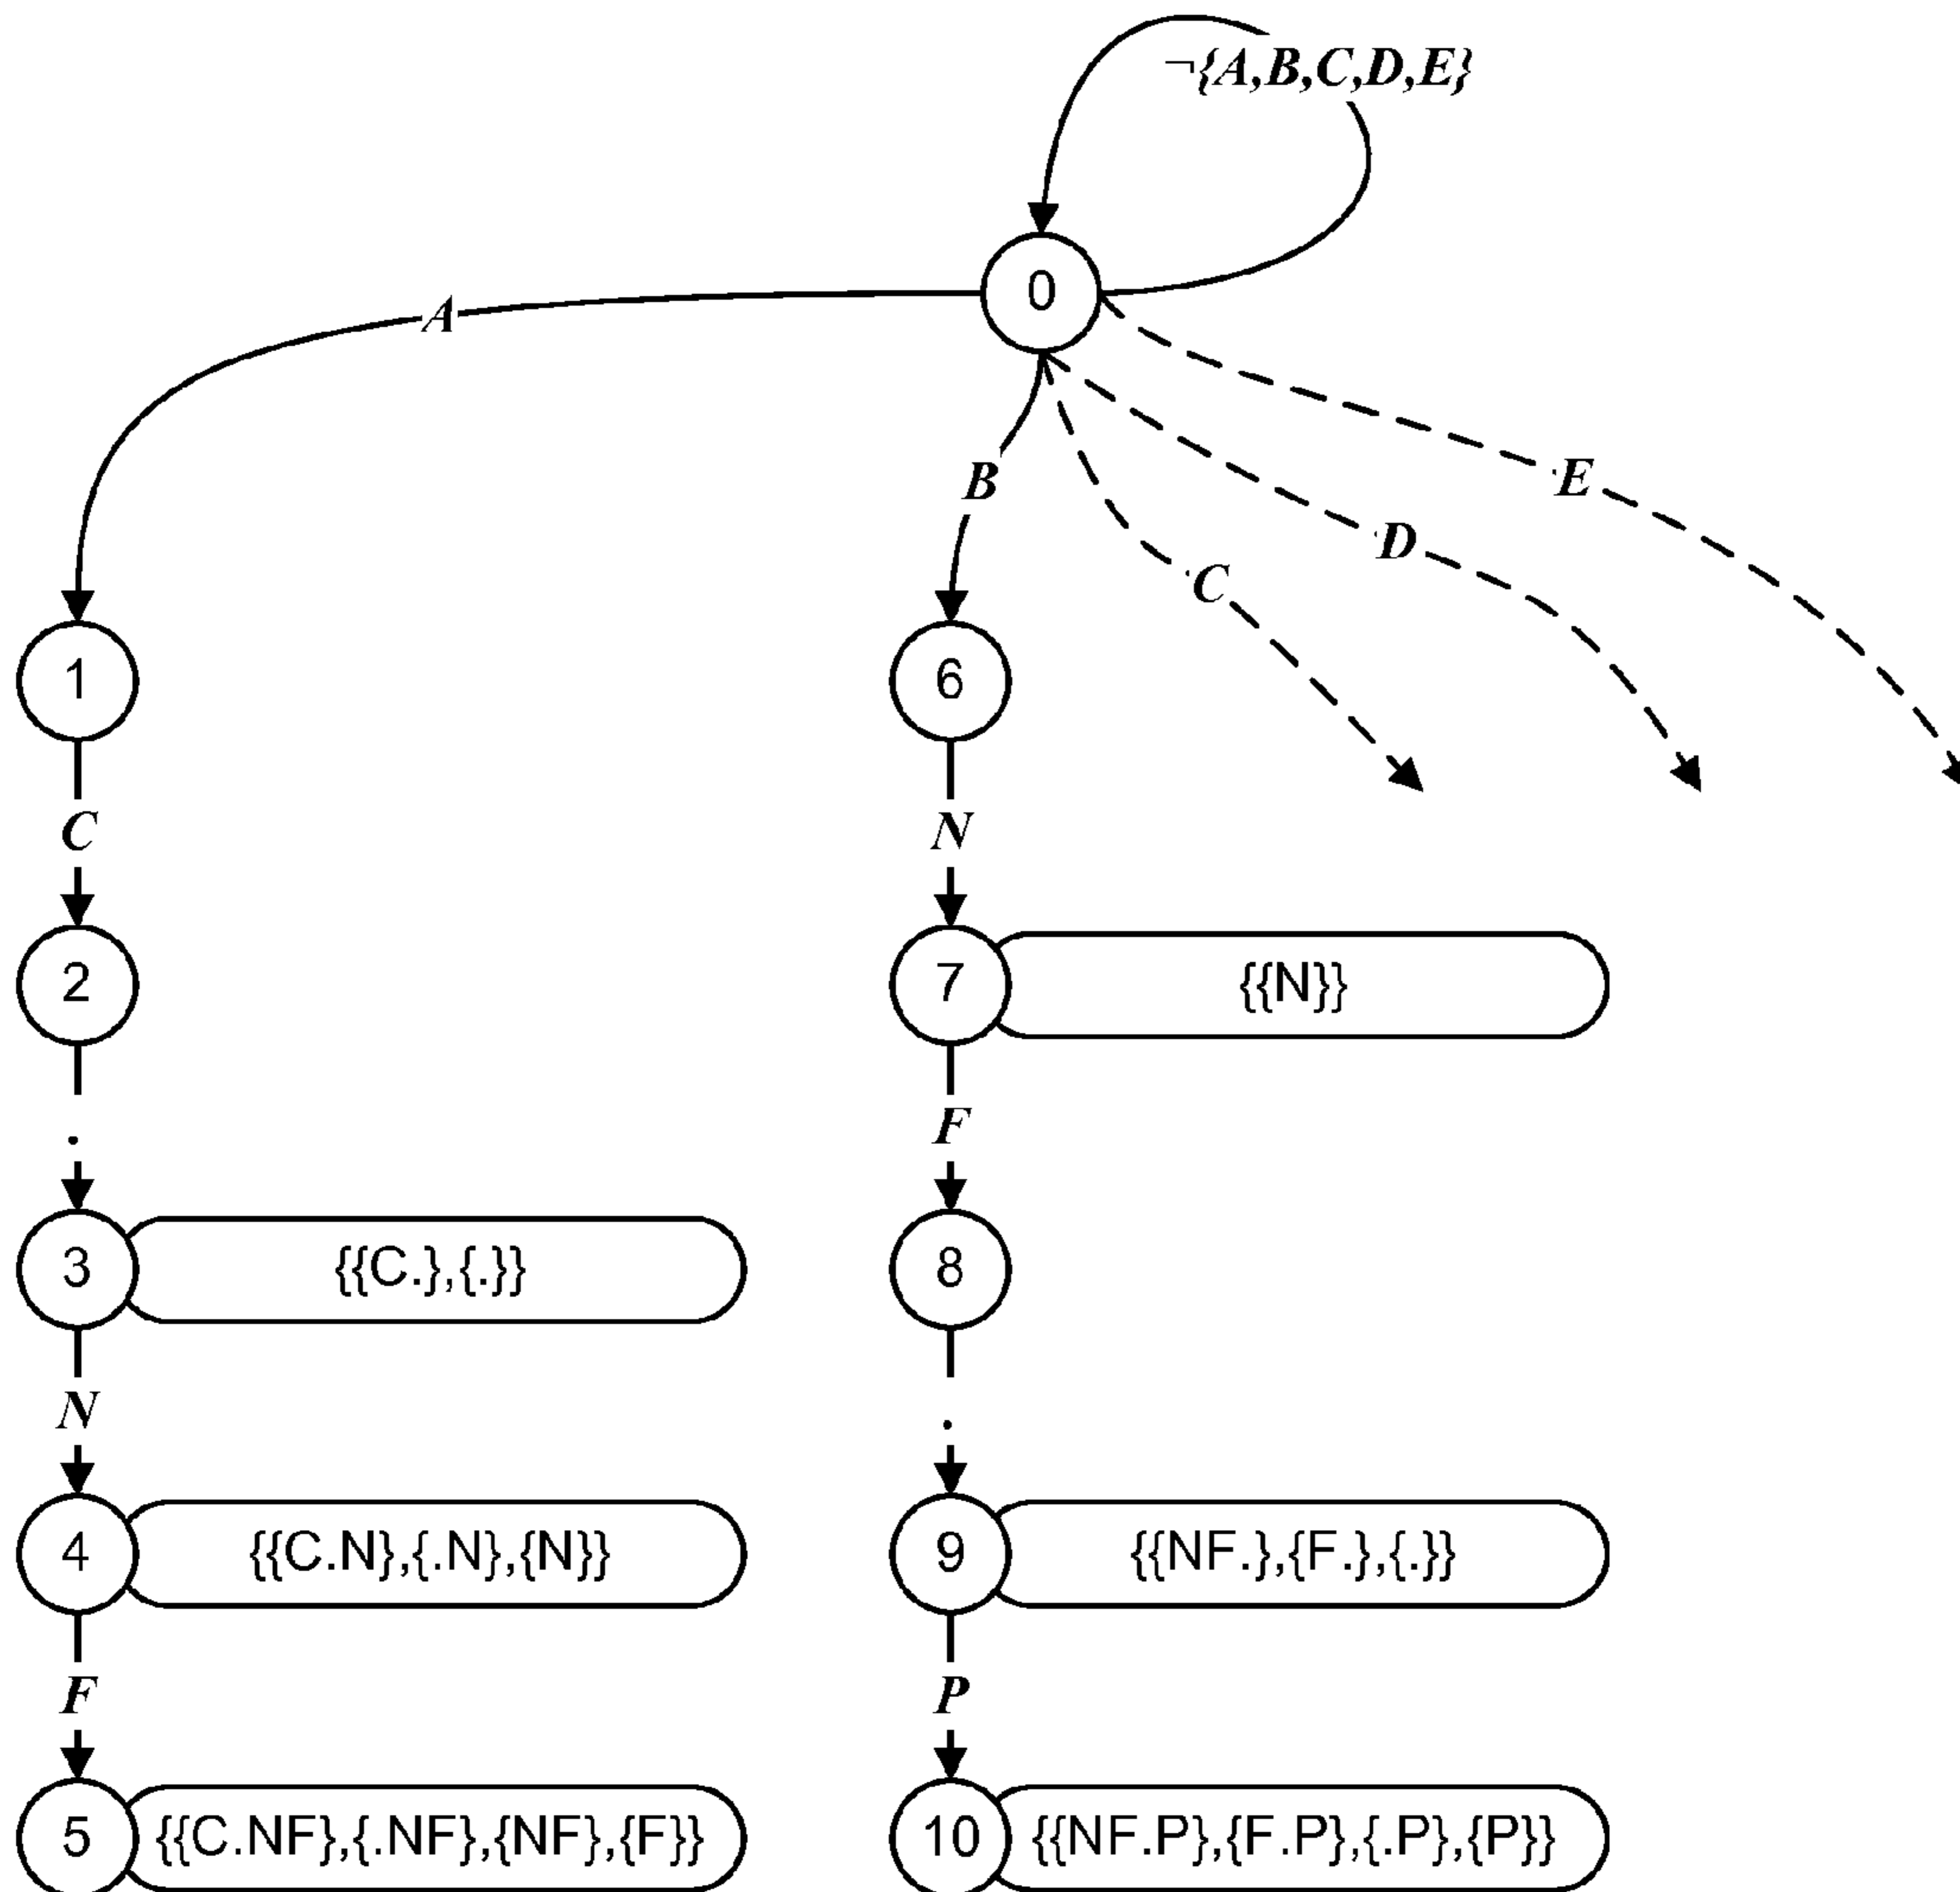 ¬{A,B,C,D,E}
0
A
B
E
D
C
1
6
C
N
2
7
{{N}}
.
F
3
{{C.},{.}}
8
N
.
4
{{C.N},{.N},{N}}
9
{{NF.},{F.},{.}}
F
P
5
{{C.NF},{.NF},{NF},{F}}
10
{{NF.P},{F.P},{.P},{P}}